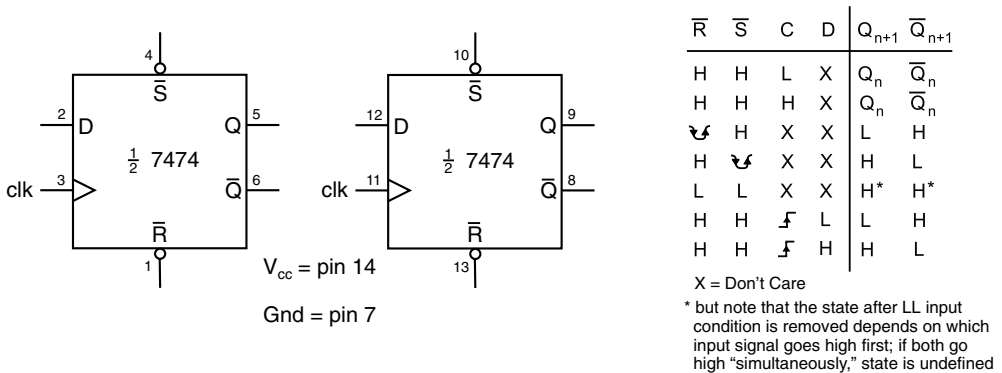 4
S̅
2
D
Q
5
½ 7474
clk
3
Q̅
6
R̅
1
10
S̅
12
D
Q
9
½ 7474
clk
11
Q̅
8
R̅
13
Vcc = pin 14
Gnd = pin 7
R̅ S̅ C D Qn+1 Q̅n+1
H H L X Qn Q̅n
H H H X Qn Q̅n
H X X L H
H X X H L
L L X X H* H*
H H L L H
H H H H L
X = Don't Care
* but note that the state after LL input
condition is removed depends on which
input signal goes high first; if both go
high “simultaneously,” state is undefined